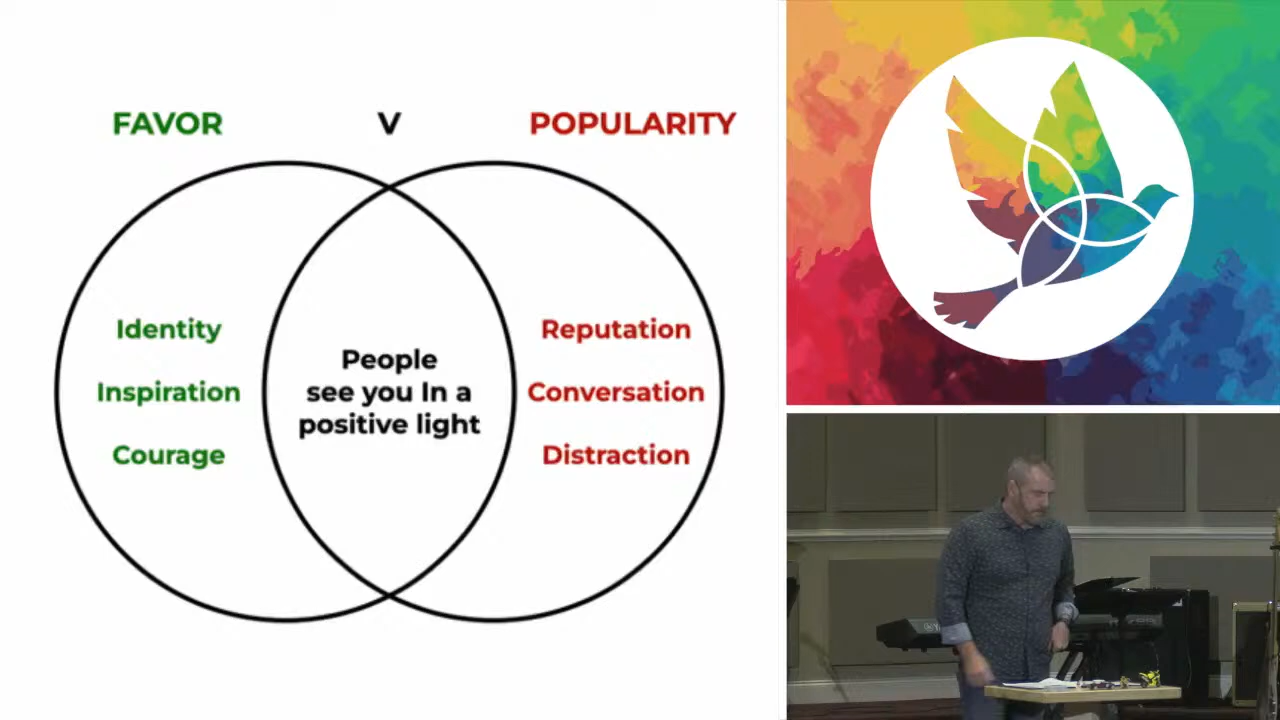 FAVOR V POPULARITY
Identity
Inspiration
Courage
People
see you In a
positive light
Reputation
Conversation
Distraction